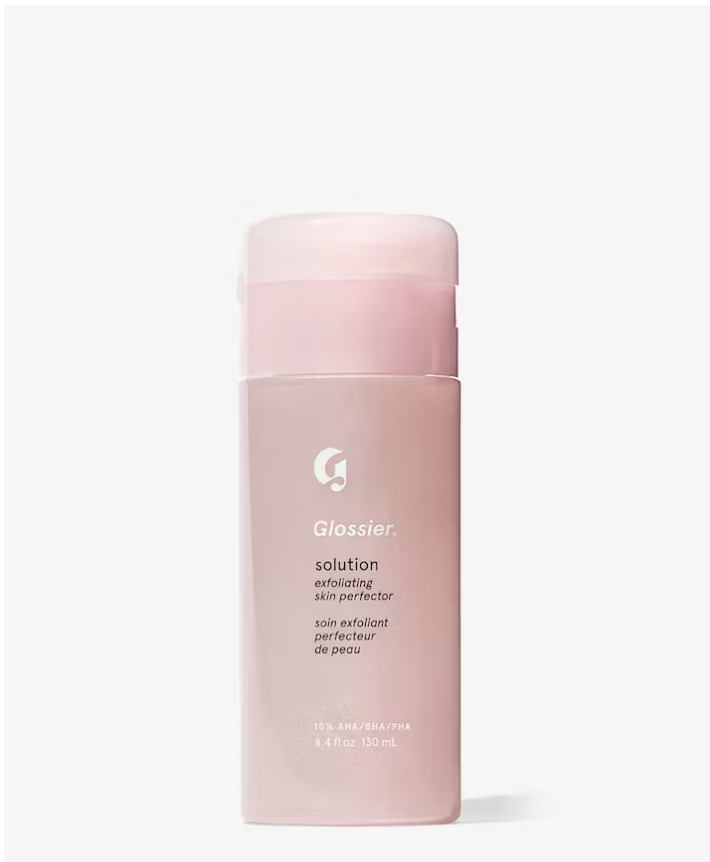 G
Glossier.
solution
exfoliating
skin perfector
soin exfoliant
perfecteur
de peau
10% AHA/BHA/PHA
4.4 fl oz 130 mL